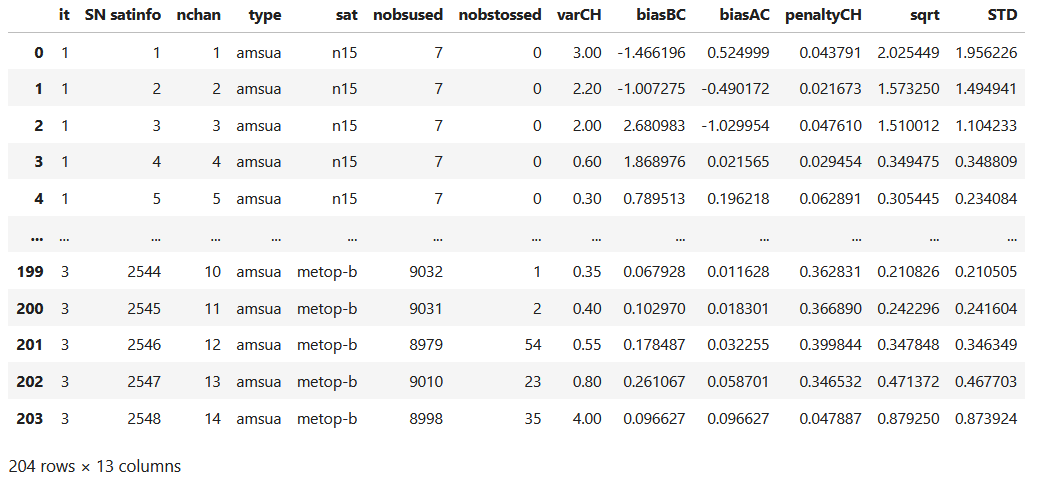 it SN satinfo nchan type sat nobsused nobstossed varCH biasBC biasAC penaltyCH sqrt STD
0 1 1 1 amsua n15 7 0 3.00 -1.466196 0.524999 0.043791 2.025449 1.956226
1 1 2 2 amsua n15 7 0 2.20 -1.007275 -0.490172 0.021673 1.573250 1.494941
2 1 3 3 amsua n15 7 0 2.00 2.680983 -1.029954 0.047610 1.510012 1.104233
3 1 4 4 amsua n15 7 0 0.60 1.868976 0.021565 0.029454 0.349475 0.348809
4 1 5 5 amsua n15 7 0 0.30 0.789513 0.196218 0.062891 0.305445 0.234084
... ... ... ... ... ... ... ... ... ... ... ... ... ...
199 3 2544 10 amsua metop-b 9032 1 0.35 0.067928 0.011628 0.362831 0.210826 0.210505
200 3 2545 11 amsua metop-b 9031 2 0.40 0.102970 0.018301 0.366890 0.242296 0.241604
201 3 2546 12 amsua metop-b 8979 54 0.55 0.178487 0.032255 0.399844 0.347848 0.346349
202 3 2547 13 amsua metop-b 9010 23 0.80 0.261067 0.058701 0.346532 0.471372 0.467703
203 3 2548 14 amsua metop-b 8998 35 4.00 0.096627 0.096627 0.047887 0.879250 0.873924
204 rows × 13 columns